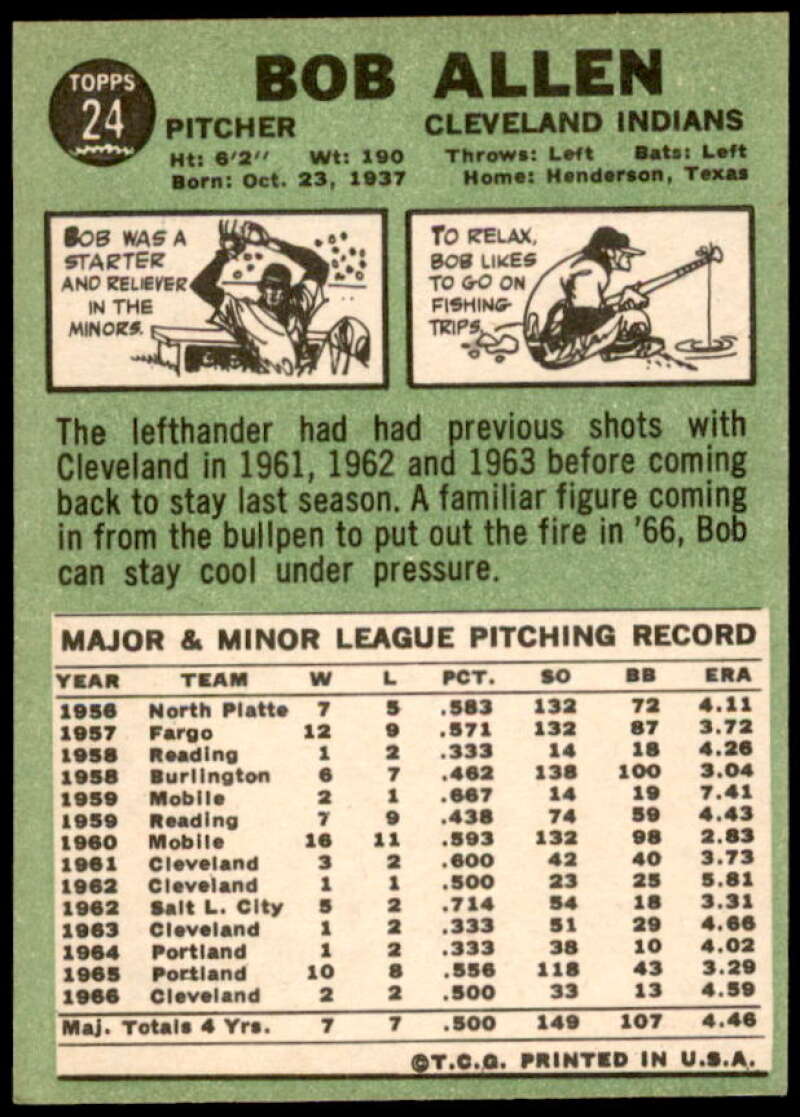 TOPPS
24
BOB ALLEN
PITCHER CLEVELAND INDIANS
Ht: 6'2" Wt: 190 Throws: Left Bats: Left
Born: Oct. 23, 1937 Home: Henderson, Texas
BOB WAS A
STARTER
AND RELIEVER
IN THE
MINORS.
TO RELAX,
BOB LIKES
TO GO ON
FISHING
TRIPS.
The lefthander had had previous shots with
Cleveland in 1961, 1962 and 1963 before coming
back to stay last season. A familiar figure coming
in from the bullpen to put out the fire in '66, Bob
can stay cool under pressure.
MAJOR & MINOR LEAGUE PITCHING RECORD
YEAR TEAM W L PCT. SO BB ERA
1956 North Platte 7 5 .583 132 72 4.11
1957 Fargo 12 9 .571 132 87 3.72
1958 Reading 1 2 .333 14 18 4.26
1958 Burlington 6 7 .462 138 100 3.04
1959 Mobile 2 1 .667 14 19 7.41
1959 Reading 7 9 .438 74 59 4.43
1960 Mobile 16 11 .593 132 98 2.83
1961 Cleveland 3 2 .600 42 40 3.73
1962 Cleveland 1 1 .500 23 25 5.81
1962 Salt L. City 5 2 .714 54 18 3.31
1963 Cleveland 1 2 .333 51 29 4.66
1964 Portland 1 2 .333 38 10 4.02
1965 Portland 10 8 .556 118 43 3.29
1966 Cleveland 2 2 .500 33 13 4.59
Maj. Totals 4 Yrs. 7 7 .500 149 107 4.46
©T.C.G. PRINTED IN U.S.A.